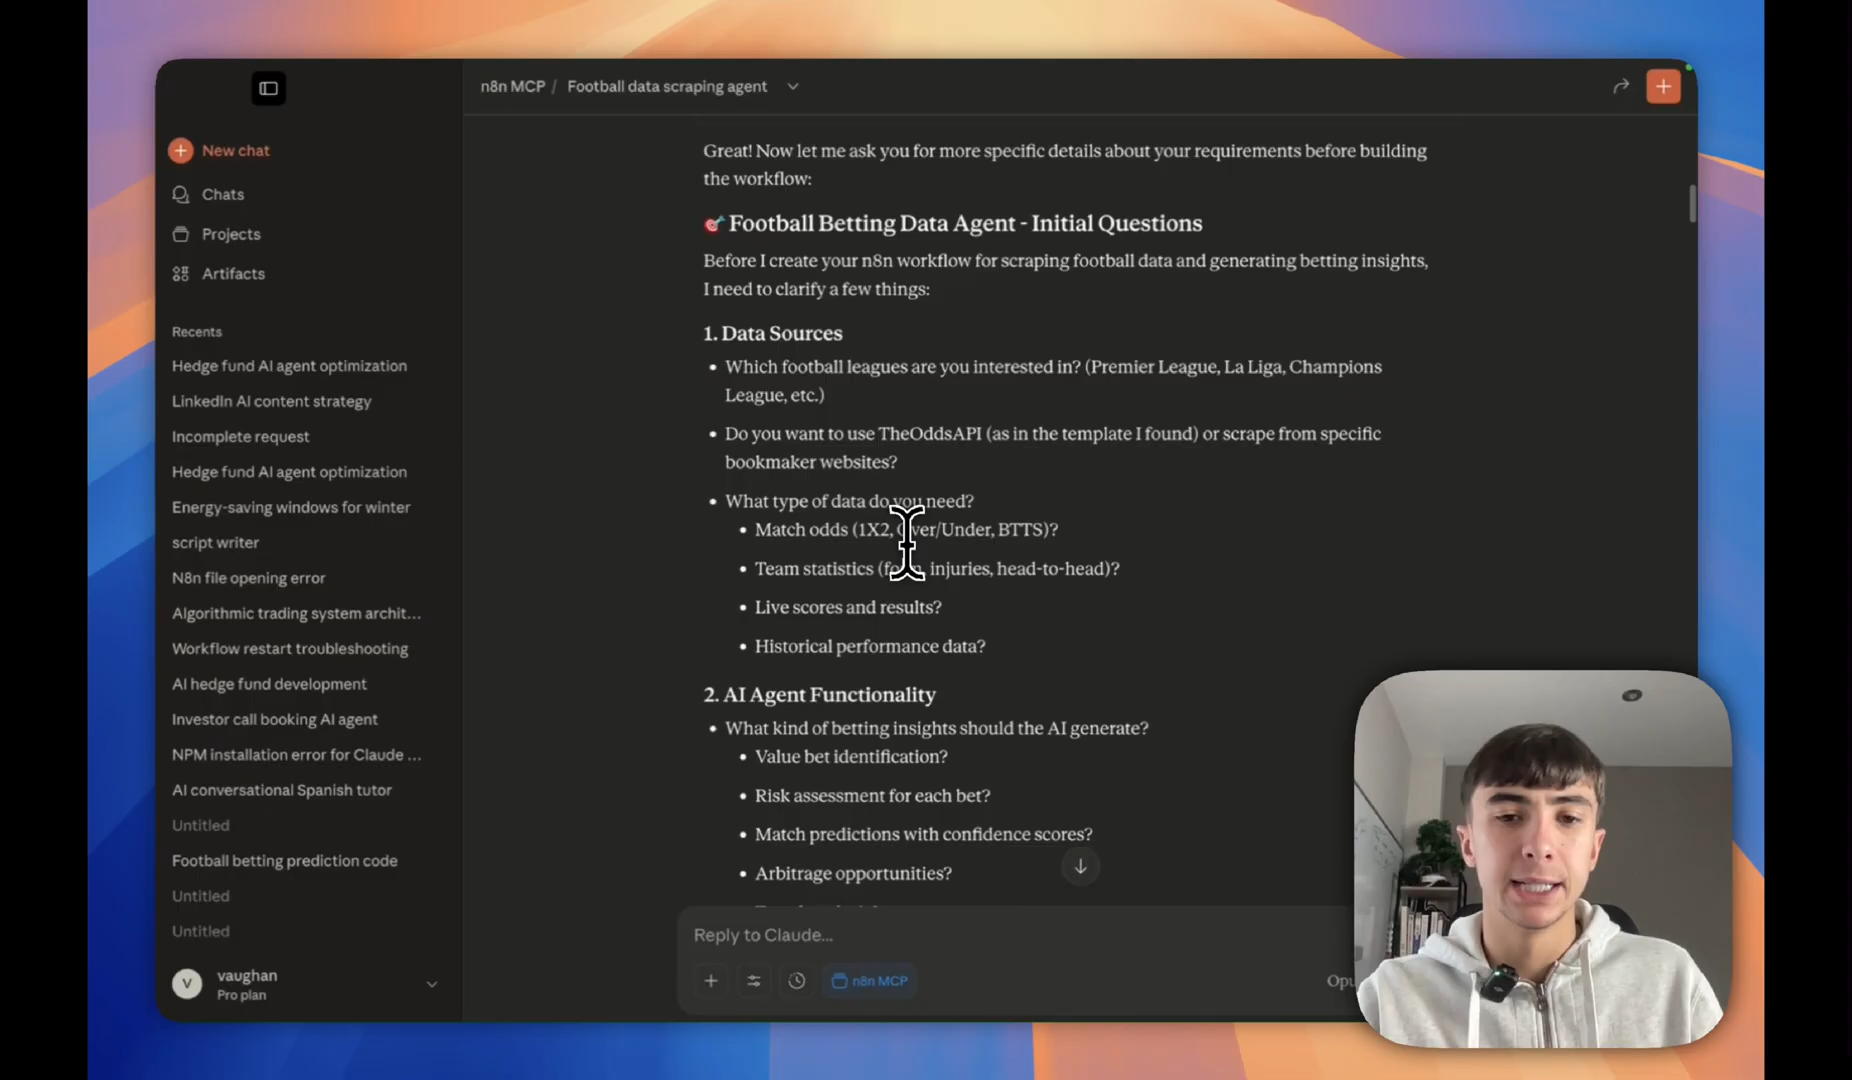 n8n MCP / Football data scraping agent
New chat
Chats
Projects
Artifacts
Recents
Hedge fund AI agent optimization
LinkedIn AI content strategy
Incomplete request
Hedge fund AI agent optimization
Energy-saving windows for winter
script writer
N8n file opening error
Algorithmic trading system archit...
Workflow restart troubleshooting
AI hedge fund development
Investor call booking AI agent
NPM installation error for Claude ...
AI conversational Spanish tutor
Untitled
Football betting prediction code
Untitled
Untitled
V
vaughan
Pro plan
Great! Now let me ask you for more specific details about your requirements before building
the workflow:
🎯 Football Betting Data Agent - Initial Questions
Before I create your n8n workflow for scraping football data and generating betting insights,
I need to clarify a few things:
1. Data Sources
• Which football leagues are you interested in? (Premier League, La Liga, Champions
League, etc.)
• Do you want to use TheOddsAPI (as in the template I found) or scrape from specific
bookmaker websites?
• What type of data do you need?
• Match odds (1X2, Over/Under, BTTS)?
• Team statistics (form, injuries, head-to-head)?
• Live scores and results?
• Historical performance data?
2. AI Agent Functionality
• What kind of betting insights should the AI generate?
• Value bet identification?
• Risk assessment for each bet?
• Match predictions with confidence scores?
• Arbitrage opportunities?
Reply to Claude...
n8n MCP
Opu